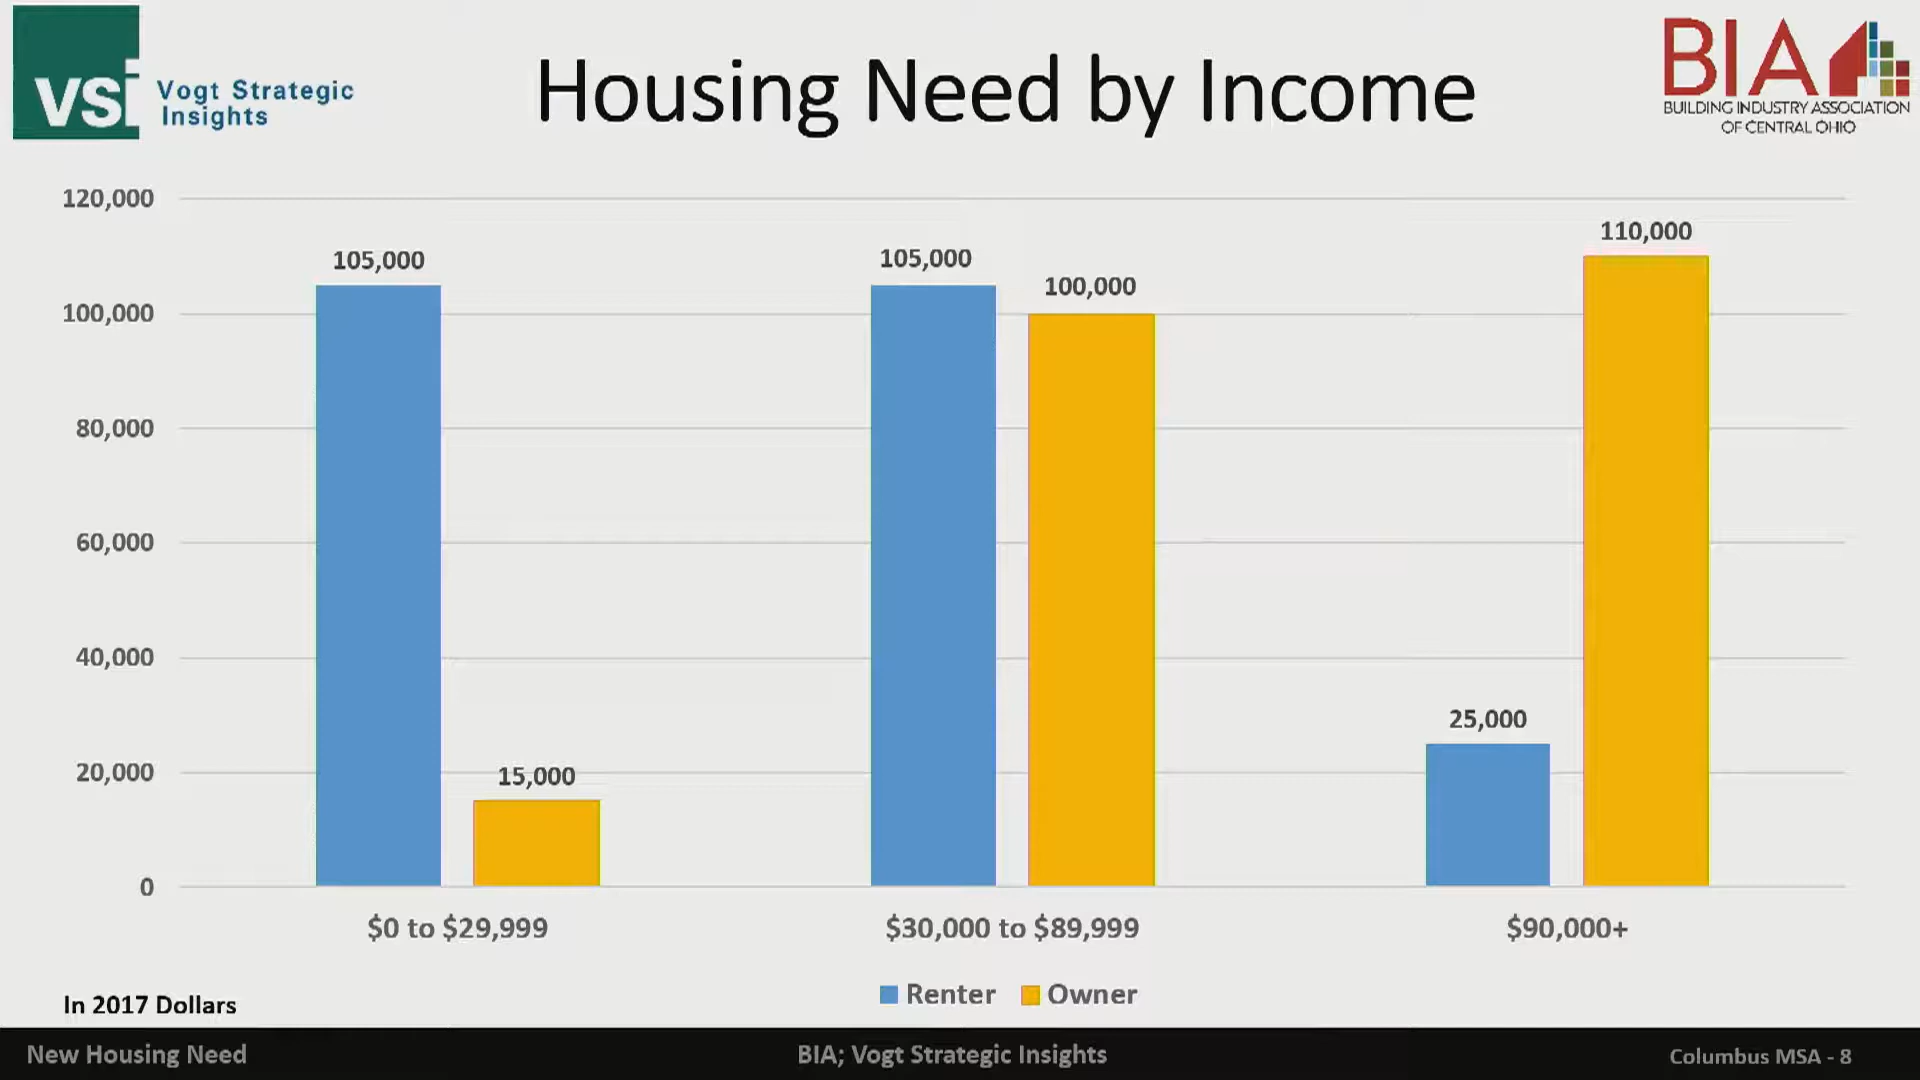 vsi Vogt Strategic
Insights
Housing Need by Income
BIA
BUILDING INDUSTRY ASSOCIATION
OF CENTRAL OHIO
120,000
100,000
80,000
60,000
40,000
20,000
0
105,000
15,000
105,000
100,000
25,000
110,000
$0 to $29,999
$30,000 to $89,999
$90,000+
Renter
Owner
In 2017 Dollars
New Housing Need
BIA; Vogt Strategic Insights
Columbus MSA - 8